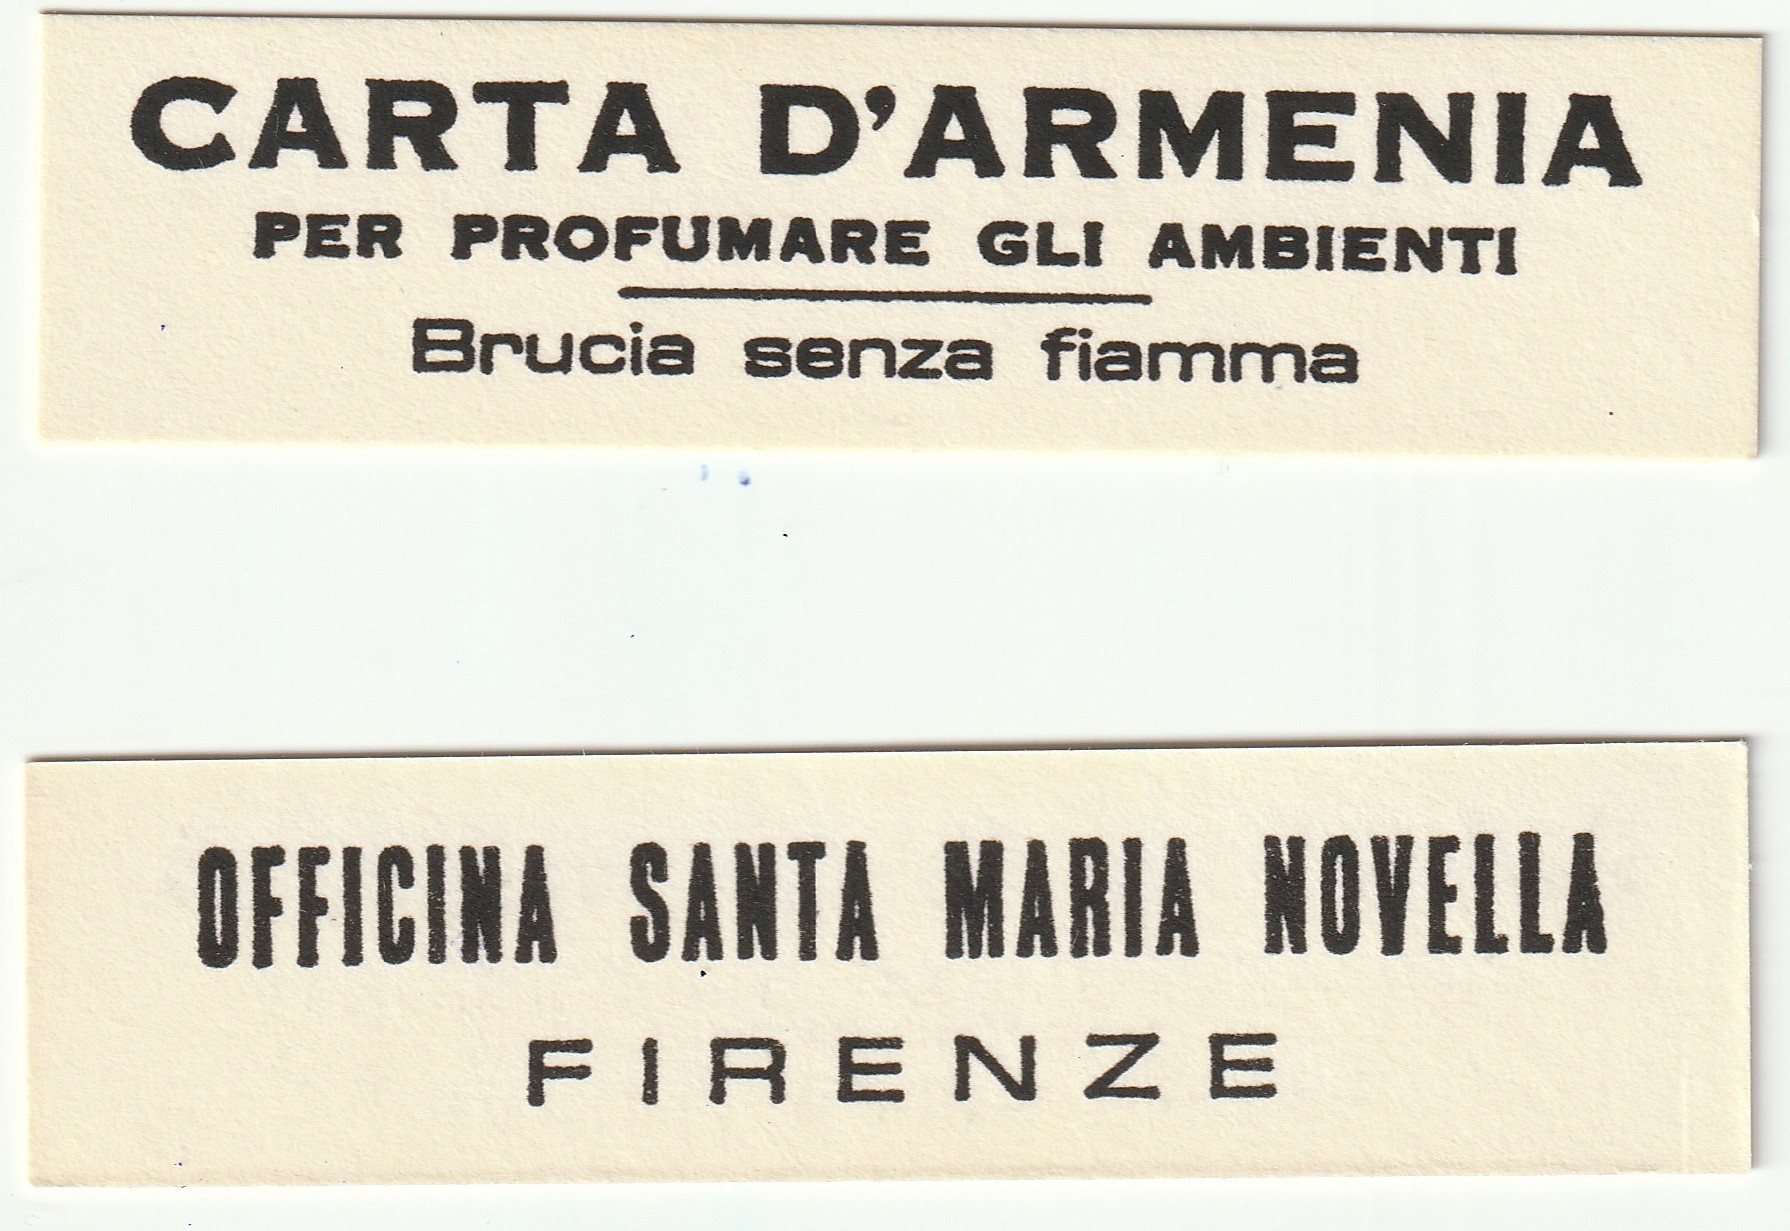 CARTA D'ARMENIA
PER PROFUMARE GLI AMBIENTI
Brucia senza fiamma
OFFICINA SANTA MARIA NOVELLA
FIRENZE